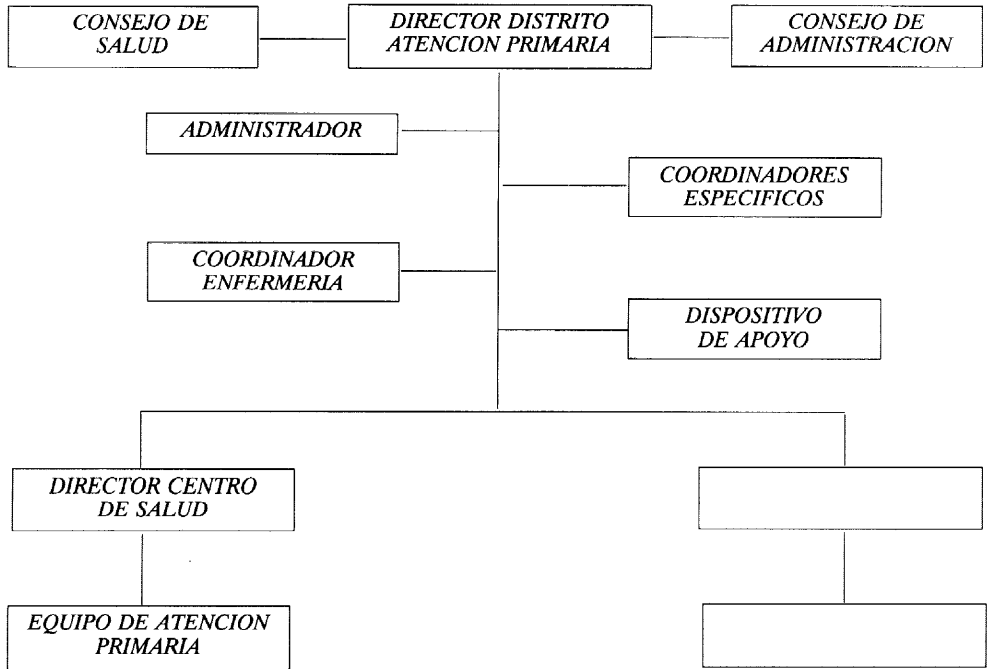 CONSEJO DE
SALUD
DIRECTOR DISTRITO
ATENCION PRIMARIA
CONSEJO DE
ADMINISTRACION
ADMINISTRADOR
COORDINADORES
ESPECIFICOS
COORDINADOR
ENFERMERIA
DISPOSITIVO
DE APOYO
DIRECTOR CENTRO
DE SALUD
EQUIPO DE ATENCION
PRIMARIA